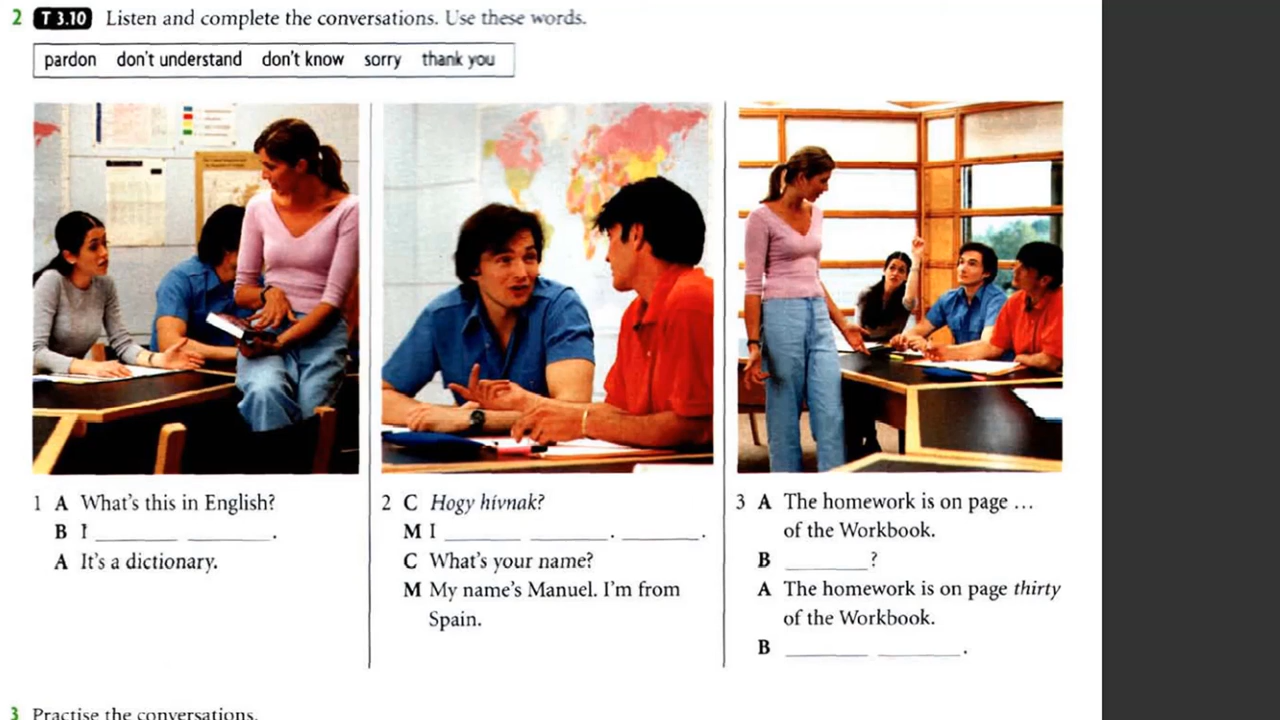 2 T 3.10 Listen and complete the conversations. Use these words.
pardon don't understand don't know sorry thank you
1 A What's this in English?
B I ________ ________.
A It's a dictionary.
2 C Hogy hívnak?
M I ________ ________. ________.
C What's your name?
M My name's Manuel. I'm from
Spain.
3 A The homework is on page ...
of the Workbook.
B ________?
A The homework is on page thirty
of the Workbook.
B ________ ________.
3 Practise the conversations.